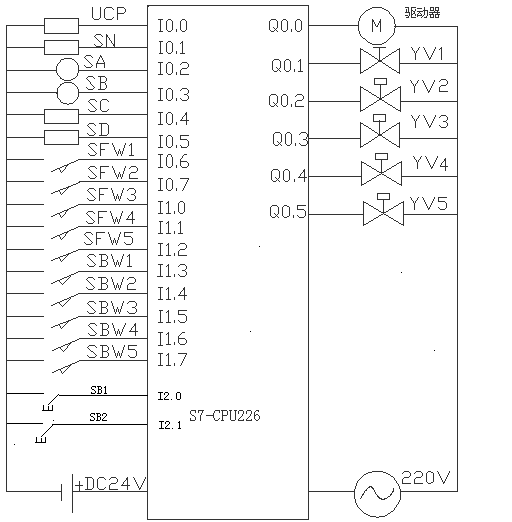 UCP I0.0 Q0.0 M 驱动器
SN I0.1 Q0.1 YV1
SA I0.2
SB I0.3 Q0.2 YV2
SC I0.4
SD I0.5 Q0.3 YV3
SFW1 I0.6
SFW2 I0.7 Q0.4 YV4
SFW3 I1.0 Q0.5 YV5
SFW4 I1.1
SFW5 I1.2
SBW1 I1.3
SBW2 I1.4
SBW3 I1.5
SBW4 I1.6
SBW5 I1.7
SB1 I2.0
SB2 I2.1 S7-CPU226
+DC24V 220V